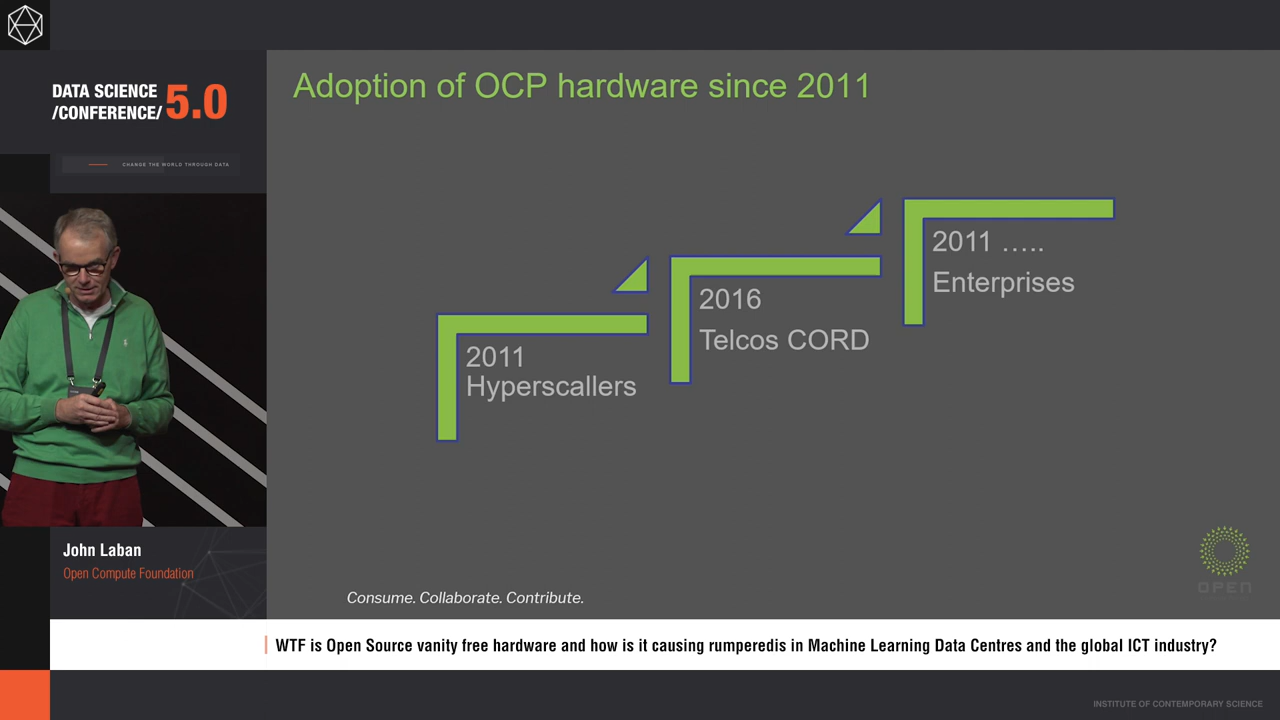 DATA SCIENCE
/CONFERENCE/ 5.0
CHANGE THE WORLD THROUGH DATA
Adoption of OCP hardware since 2011
2011
Hyperscallers
2016
Telcos CORD
2011 …..
Enterprises
John Laban
Open Compute Foundation
Consume. Collaborate. Contribute.
OPEN
WTF is Open Source vanity free hardware and how is it causing rumperedis in Machine Learning Data Centres and the global ICT industry?
INSTITUTE OF CONTEMPORARY SCIENCE